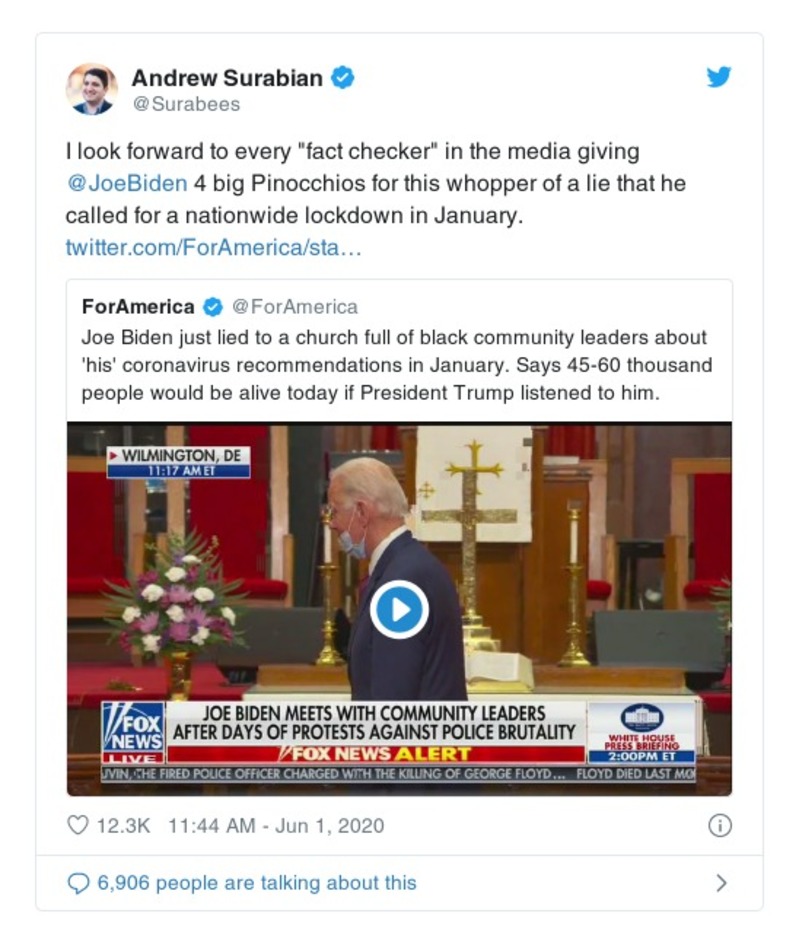 Andrew Surabian
@Surabees
I look forward to every "fact checker" in the media giving
@JoeBiden 4 big Pinocchios for this whopper of a lie that he
called for a nationwide lockdown in January.
twitter.com/ForAmerica/sta…
ForAmerica @ForAmerica
Joe Biden just lied to a church full of black community leaders about
'his' coronavirus recommendations in January. Says 45-60 thousand
people would be alive today if President Trump listened to him.
WILMINGTON, DE
11:17 AM ET
JOE BIDEN MEETS WITH COMMUNITY LEADERS
AFTER DAYS OF PROTESTS AGAINST POLICE BRUTALITY
FOX NEWS ALERT
FOX
NEWS
LIVE
WHITE HOUSE
PRESS BRIEFING
2:00PM ET
UVIN, THE FIRED POLICE OFFICER CHARGED WITH THE KILLING OF GEORGE FLOYD... FLOYD DIED LAST MO
12.3K 11:44 AM - Jun 1, 2020
6,906 people are talking about this